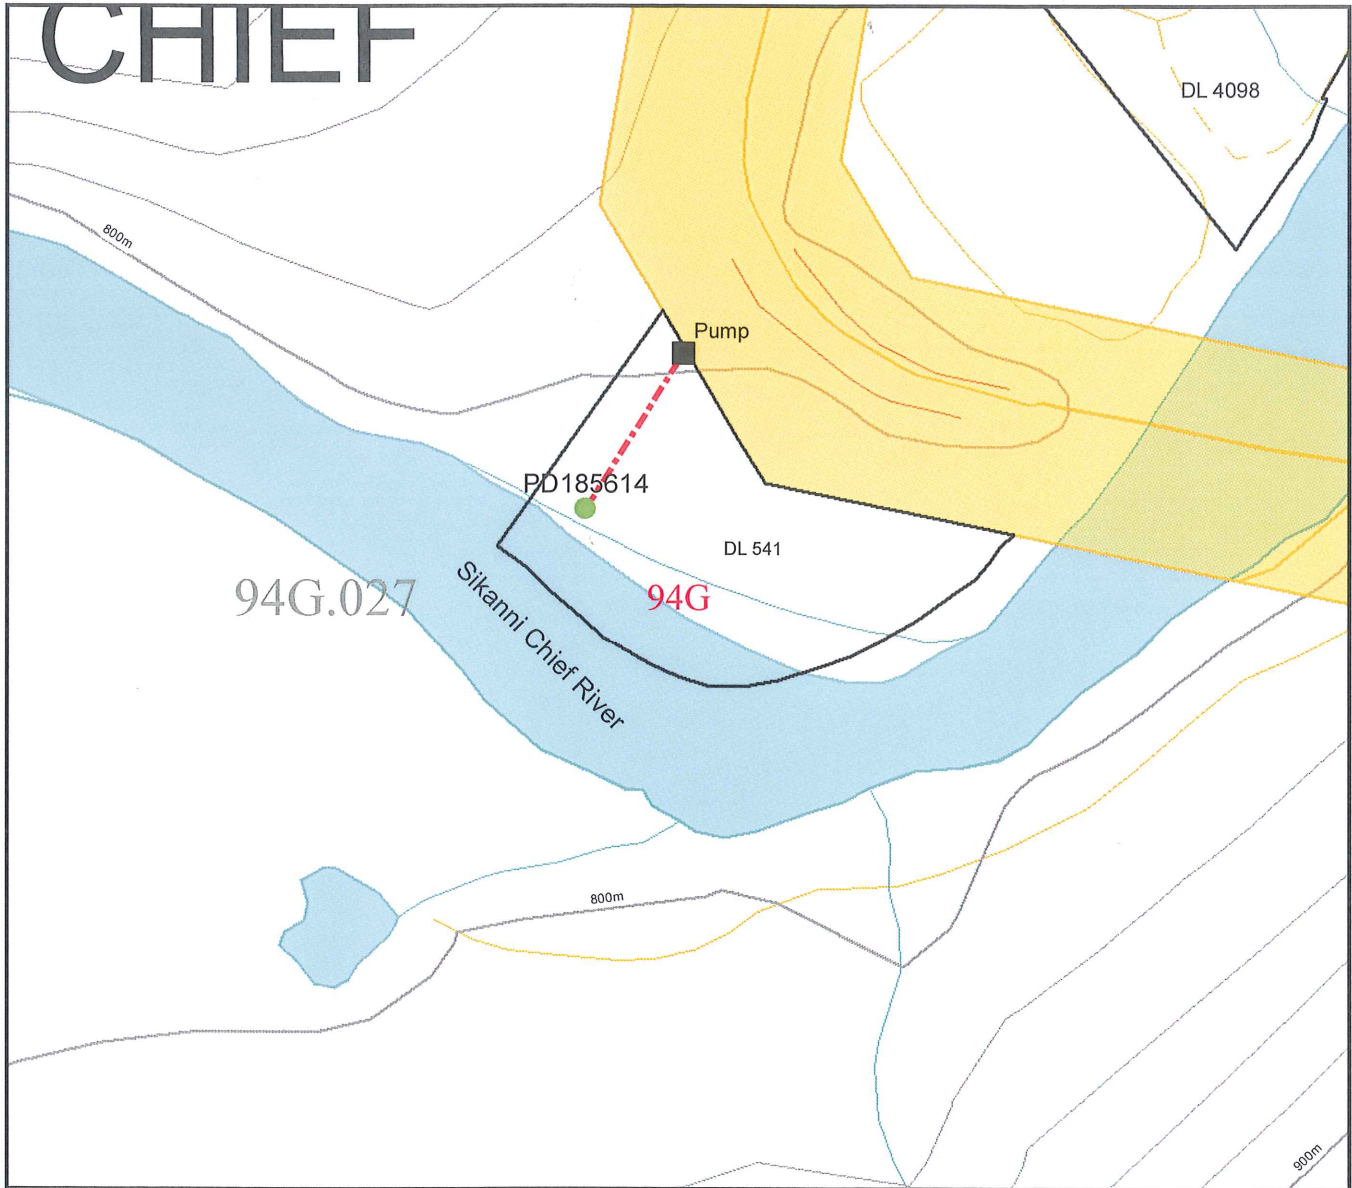 CHIEF
DL 4098
800m
Pump
PD185614
DL 541
94G.027
94G
Sikanni Chief River
800m
900m